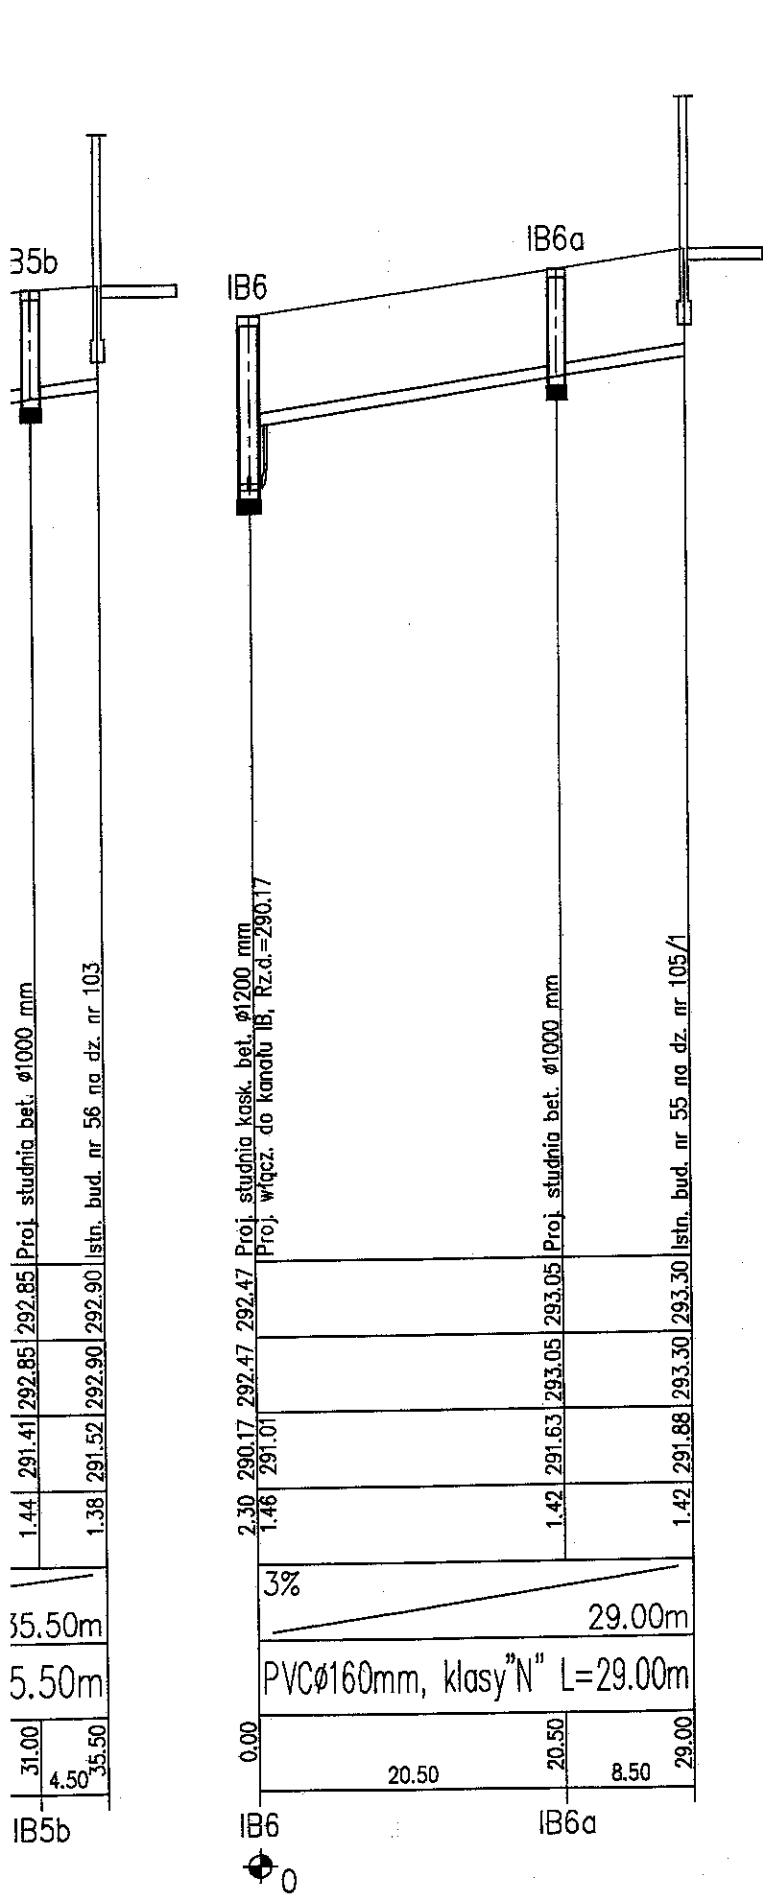 B5b
IB6
IB6a
Proj. studnia bet. ø1000 mm
Istn. bud. nr 56 na dz. nr 103
Proj. studnia kask. bet. ø1200 mm
Proj. włącz. do kanału IB, Rz.d.=290.17
Proj. studnia bet. ø1000 mm
Istn. bud. nr 55 na dz. nr 105/1
292.85 292.90 292.47 293.05 293.30
292.85 292.90 292.47 293.05 293.30
291.41 291.52 290.17 291.01 291.63 291.88
1.44 1.38 2.30 1.46 1.42 1.42
3%
35.50m 29.00m
5.50m PVCø160mm, klasy"N" L=29.00m
31.00 35.50 0.00 20.50 29.00
4.50 20.50 8.50
IB5b IB6 IB6a
0